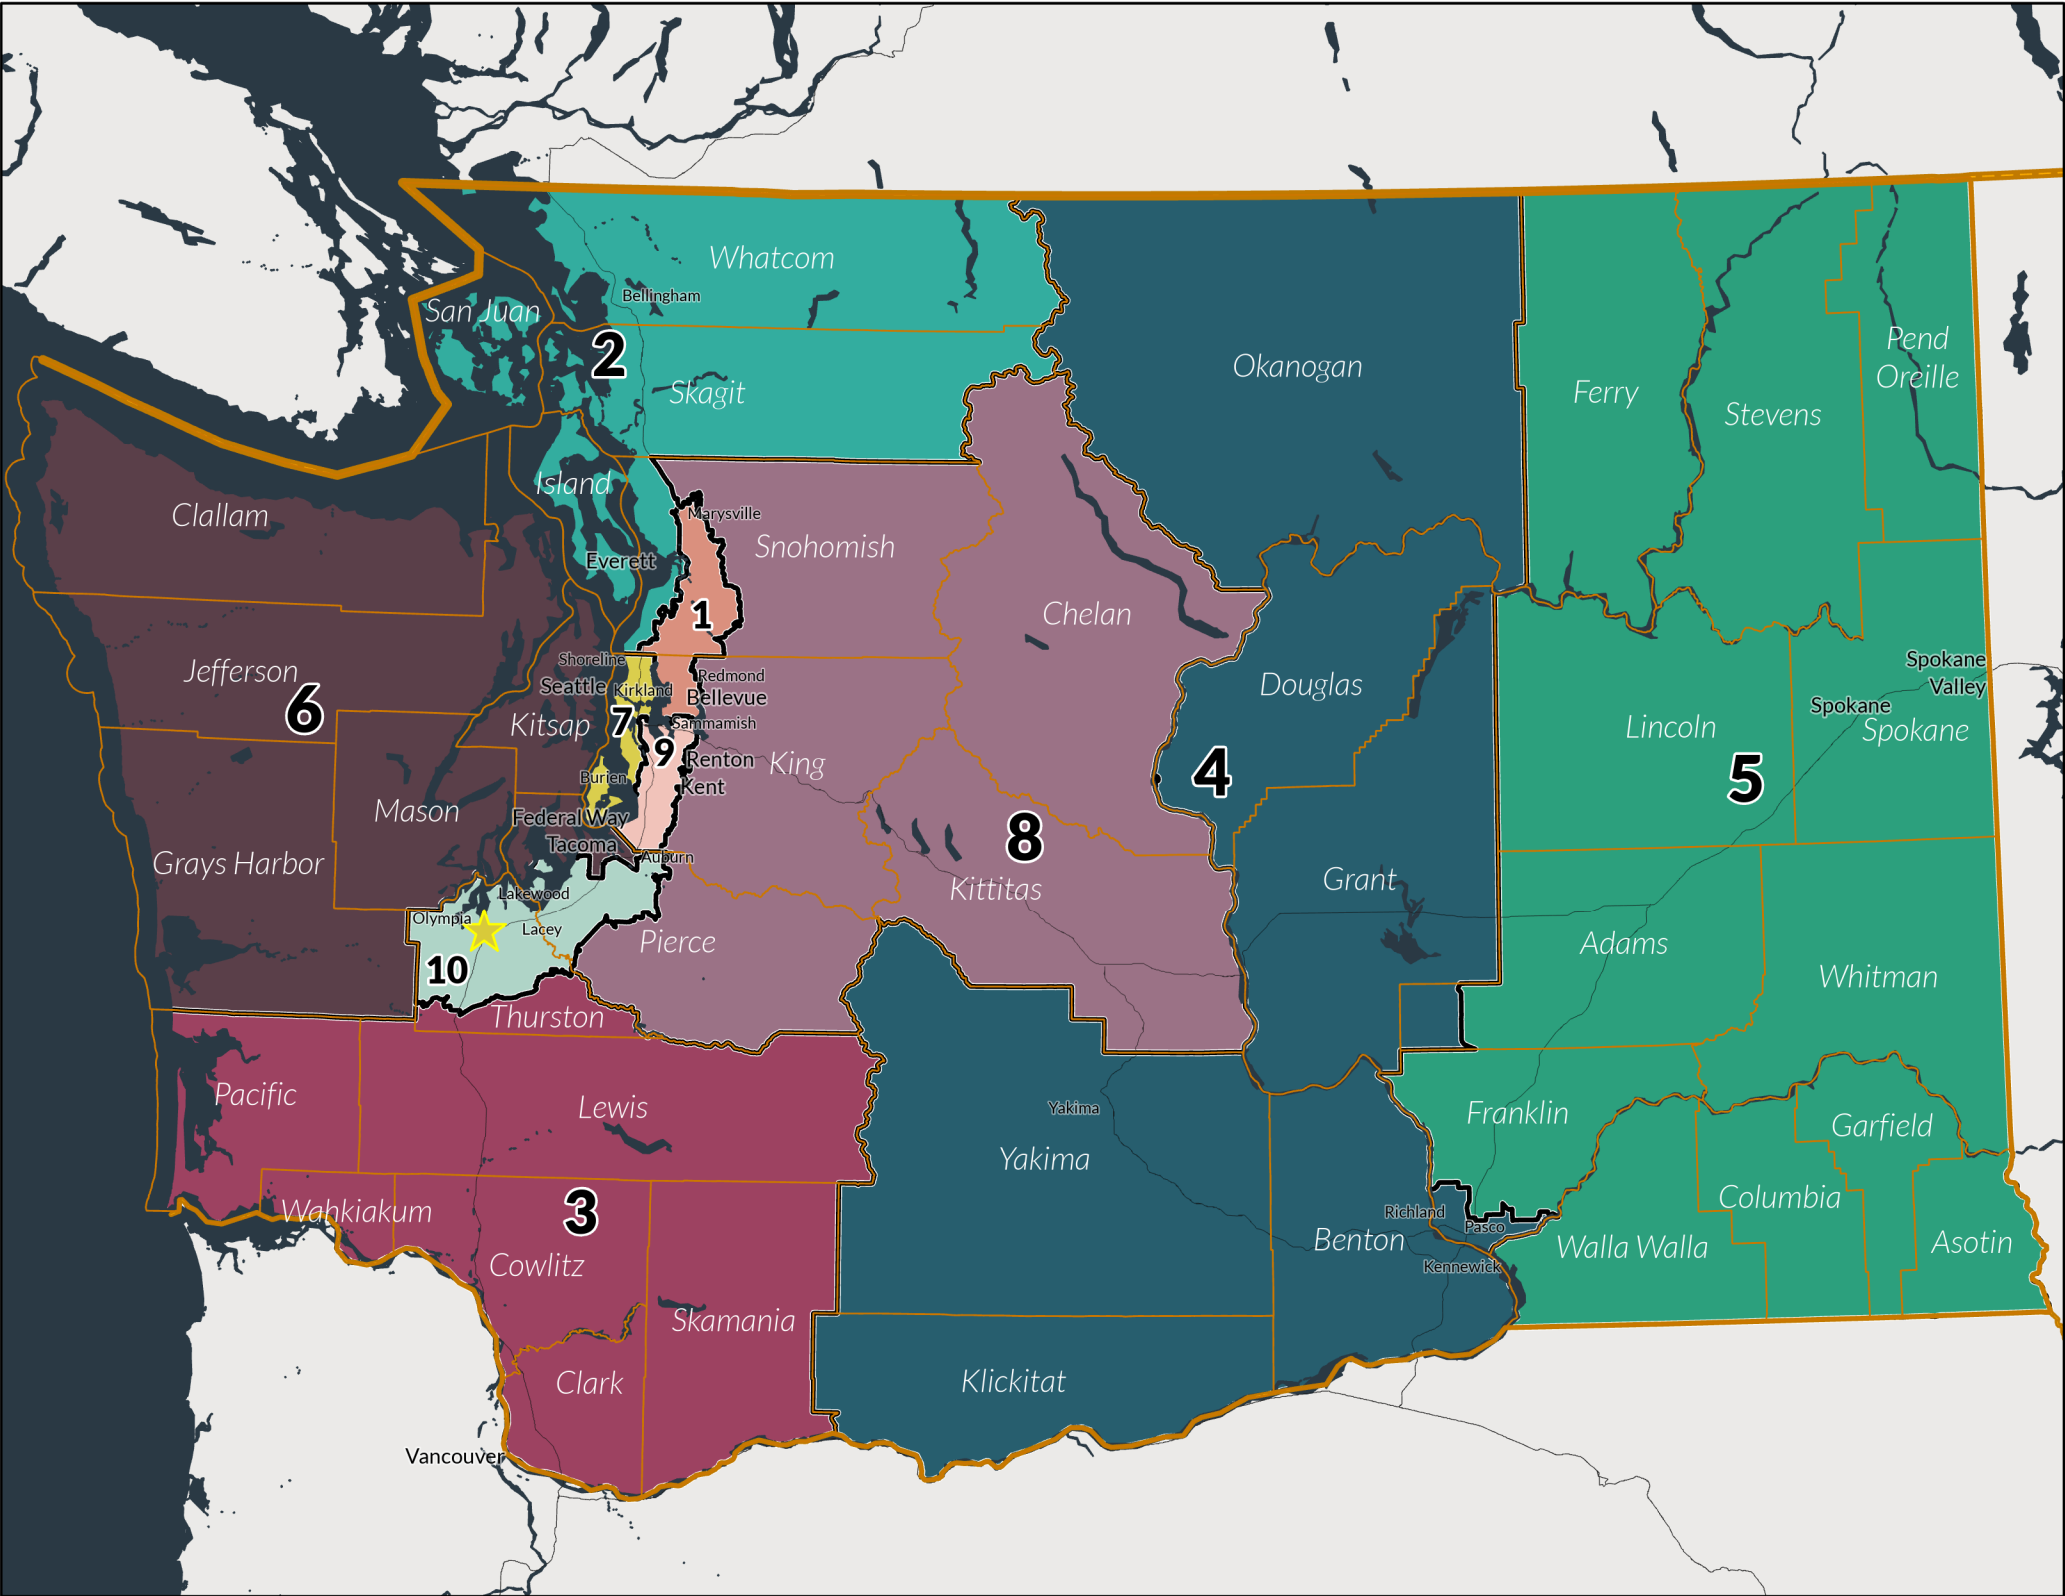 Whatcom
Bellingham
San Juan
2
Skagit
Okanogan
Ferry
Stevens
Pend
Oreille
Island
Clallam
Marysville
Snohomish
Everett
1
Chelan
Jefferson
6
Shoreline
Seattle
Kirkland
Redmond
Bellevue
Kitsap
7
Sammamish
9
Renton
King
Burien
Kent
Federal Way
Tacoma
Auburn
Mason
Grays Harbor
Lakewood
Olympia
Lacey
10
Pierce
Thurston
8
Kittitas
Douglas
4
Grant
Lincoln
5
Spokane
Valley
Spokane
Spokane
Adams
Whitman
Pacific
Lewis
Wahkiakum
3
Cowlitz
Skamania
Clark
Vancouver
Yakima
Yakima
Klickitat
Franklin
Richland
Pasco
Benton
Kennewick
Walla Walla
Columbia
Garfield
Asotin